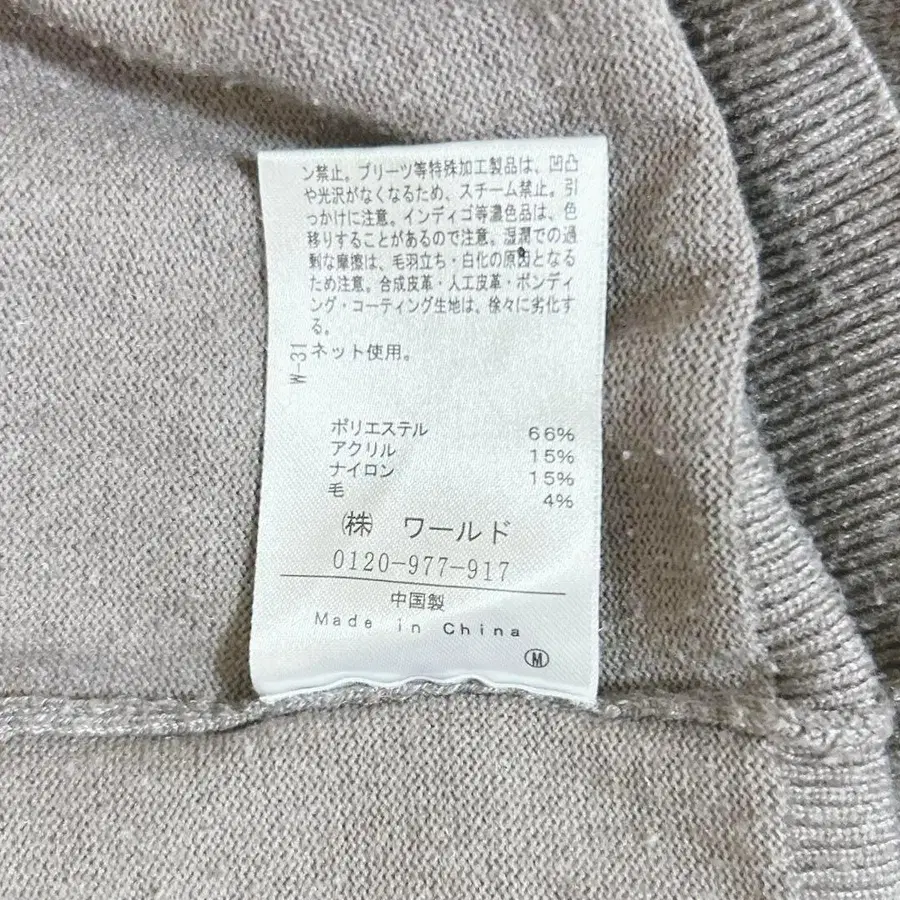 ン禁止。プリーツ等特殊加工製品は、凹凸
や光沢がなくなるため、スチーム禁止。引
っかけに注意。インディゴ等濃色品は、色
移りすることがあるので注意。湿潤での過
剰な摩擦は、毛羽立ち・白化の原因となる
ため注意。合成皮革・人工皮革・ボンディ
ング・コーティング生地は、徐々に劣化す
る。
ネット使用。
W-31
ポリエステル 66%
アクリル 15%
ナイロン 15%
毛 4%
㈱ ワールド
0120-977-917
中国製
Made in China
Ⓜ